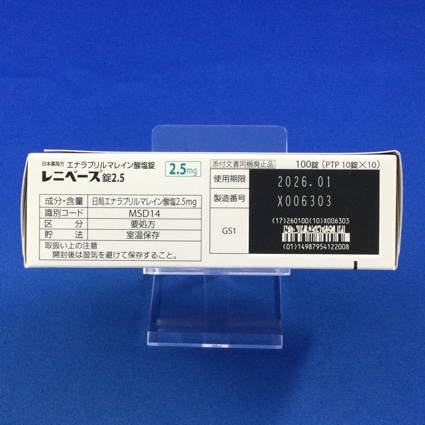 日本薬局方 エナラプリルマレイン酸塩錠
レニベース錠2.5
2.5mg
成分・含量 日局エナラプリルマレイン酸塩2.5mg
識別コード MSD14
区分 要処方
貯法 室温保存
取扱い上の注意
開封後は湿気を避けて保存すること。
添付文書同梱廃止品 100錠 (PTP 10錠×10)
使用期限 2026.01
製造番号 X006303
GS1
(17)260100(10)X006303
(01)14987954122008